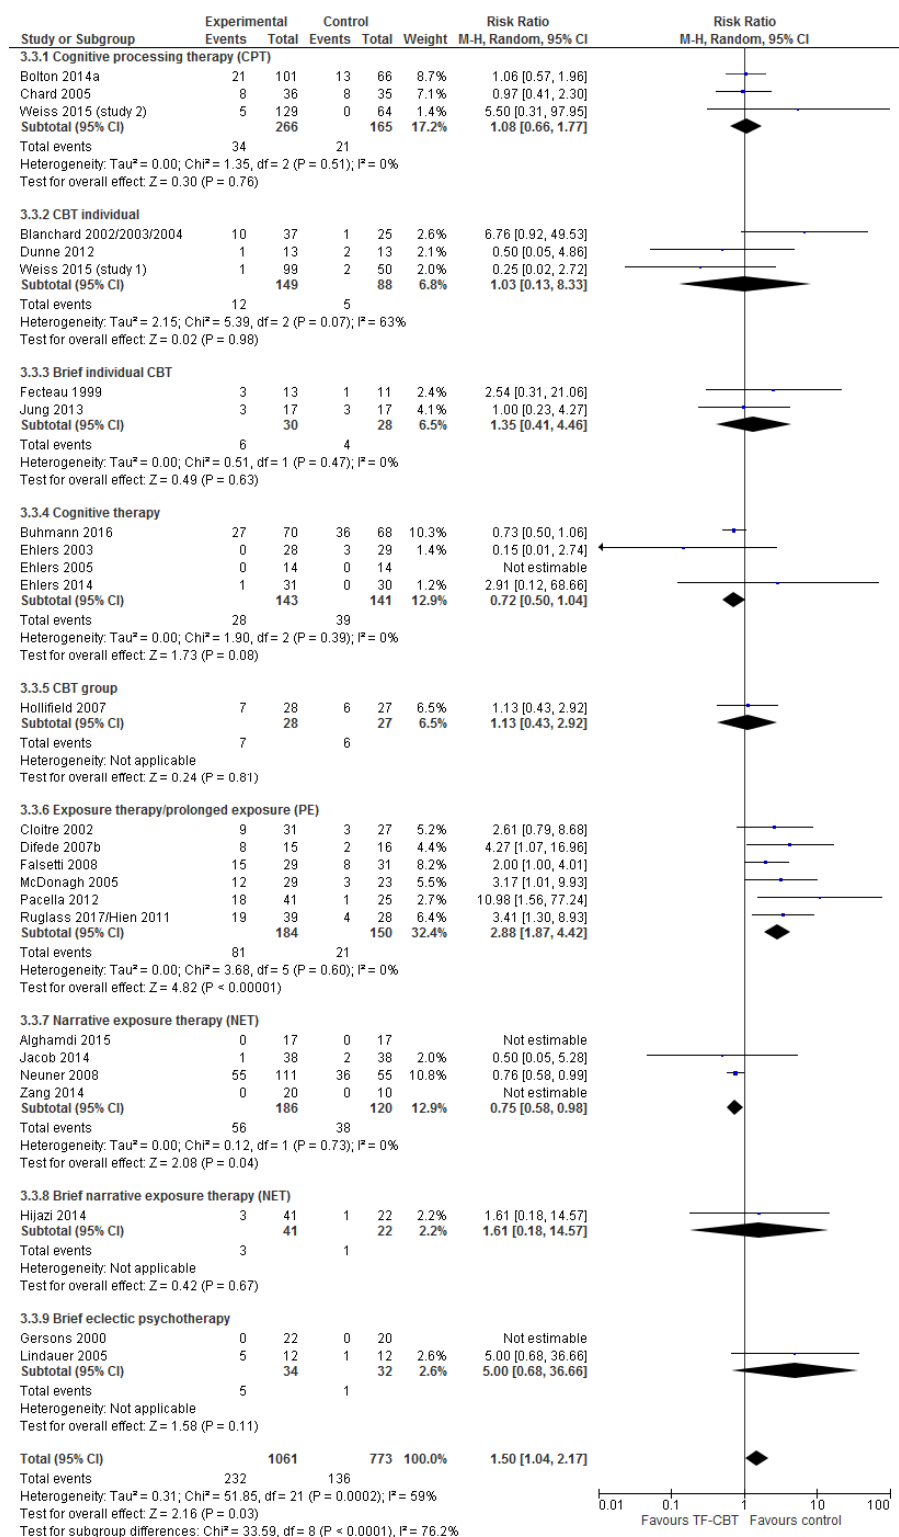 Experimental Control Risk Ratio Risk Ratio
Study or Subgroup Events Total Events Total Weight M-H, Random, 95% CI M-H, Random, 95% CI
3.3.1 Cognitive processing therapy (CPT)
Bolton 2014a 21 101 13 66 8.7% 1.06 [0.57, 1.96]
Chard 2005 8 36 8 35 7.1% 0.97 [0.41, 2.30]
Weiss 2015 (study 2) 5 129 0 64 1.4% 5.50 [0.31, 97.95]
Subtotal (95% CI) 266 165 17.2% 1.08 [0.66, 1.77]
Total events 34 21
Heterogeneity: Tau² = 0.00; Chi² = 1.35, df = 2 (P = 0.51); I² = 0%
Test for overall effect: Z = 0.30 (P = 0.76)
3.3.2 CBT individual
Blanchard 2002/2003/2004 10 37 1 25 2.6% 6.76 [0.92, 49.53]
Dunne 2012 1 13 2 13 2.1% 0.50 [0.05, 4.86]
Weiss 2015 (study 1) 1 99 2 50 2.0% 0.25 [0.02, 2.72]
Subtotal (95% CI) 149 88 6.8% 1.03 [0.13, 8.33]
Total events 12 5
Heterogeneity: Tau² = 2.15; Chi² = 5.39, df = 2 (P = 0.07); I² = 63%
Test for overall effect: Z = 0.02 (P = 0.98)
3.3.3 Brief individual CBT
Fecteau 1999 3 13 1 11 2.4% 2.54 [0.31, 21.06]
Jung 2013 3 17 3 17 4.1% 1.00 [0.23, 4.27]
Subtotal (95% CI) 30 28 6.5% 1.35 [0.41, 4.46]
Total events 6 4
Heterogeneity: Tau² = 0.00; Chi² = 0.51, df = 1 (P = 0.47); I² = 0%
Test for overall effect: Z = 0.49 (P = 0.63)
3.3.4 Cognitive therapy
Buhmann 2016 27 70 36 68 10.3% 0.73 [0.50, 1.06]
Ehlers 2003 0 28 3 29 1.4% 0.15 [0.01, 2.74]
Ehlers 2005 0 14 0 14 Not estimable
Ehlers 2014 1 31 0 30 1.2% 2.91 [0.12, 68.66]
Subtotal (95% CI) 143 141 12.9% 0.72 [0.50, 1.04]
Total events 28 39
Heterogeneity: Tau² = 0.00; Chi² = 1.90, df = 2 (P = 0.39); I² = 0%
Test for overall effect: Z = 1.73 (P = 0.08)
3.3.5 CBT group
Hollifield 2007 7 28 6 27 6.5% 1.13 [0.43, 2.92]
Subtotal (95% CI) 28 27 6.5% 1.13 [0.43, 2.92]
Total events 7 6
Heterogeneity: Not applicable
Test for overall effect: Z = 0.24 (P = 0.81)
3.3.6 Exposure therapy/prolonged exposure (PE)
Cloitre 2002 9 31 3 27 5.2% 2.61 [0.79, 8.68]
Difede 2007b 8 15 2 16 4.4% 4.27 [1.07, 16.96]
Falsetti 2008 15 29 8 31 8.2% 2.00 [1.00, 4.01]
McDonagh 2005 12 29 3 23 5.5% 3.17 [1.01, 9.93]
Pacella 2012 18 41 1 25 2.7% 10.98 [1.56, 77.24]
Ruglass 2017/Hien 2011 19 39 4 28 6.4% 3.41 [1.30, 8.93]
Subtotal (95% CI) 184 150 32.4% 2.88 [1.87, 4.42]
Total events 81 21
Heterogeneity: Tau² = 0.00; Chi² = 3.68, df = 5 (P = 0.60); I² = 0%
Test for overall effect: Z = 4.82 (P < 0.00001)
3.3.7 Narrative exposure therapy (NET)
Alghamdi 2015 0 17 0 17 Not estimable
Jacob 2014 1 38 2 38 2.0% 0.50 [0.05, 5.28]
Neuner 2008 55 111 36 55 10.8% 0.76 [0.58, 0.99]
Zang 2014 0 20 0 10 Not estimable
Subtotal (95% CI) 186 120 12.9% 0.75 [0.58, 0.98]
Total events 56 38
Heterogeneity: Tau² = 0.00; Chi² = 0.12, df = 1 (P = 0.73); I² = 0%
Test for overall effect: Z = 2.08 (P = 0.04)
3.3.8 Brief narrative exposure therapy (NET)
Hijazi 2014 3 41 1 22 2.2% 1.61 [0.18, 14.57]
Subtotal (95% CI) 41 22 2.2% 1.61 [0.18, 14.57]
Total events 3 1
Heterogeneity: Not applicable
Test for overall effect: Z = 0.42 (P = 0.67)
3.3.9 Brief eclectic psychotherapy
Gersons 2000 0 22 0 20 Not estimable
Lindauer 2005 5 12 1 12 2.6% 5.00 [0.68, 36.66]
Subtotal (95% CI) 34 32 2.6% 5.00 [0.68, 36.66]
Total events 5 1
Heterogeneity: Not applicable
Test for overall effect: Z = 1.58 (P = 0.11)
Total (95% CI) 1061 773 100.0% 1.50 [1.04, 2.17]
Total events 232 136
Heterogeneity: Tau² = 0.31; Chi² = 51.85, df = 21 (P = 0.0002); I² = 59%
Test for overall effect: Z = 2.16 (P = 0.03)
Test for subgroup differences: Chi² = 33.59, df = 8 (P < 0.0001), I² = 76.2%
0.01 0.1 1 10 100
Favours TF-CBT Favours control